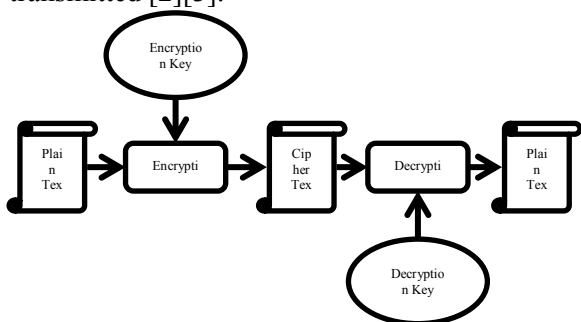 transmitted [2][3].
Encryptio
n Key
Plai
n
Tex
Encrypti
Cip
her
Tex
Decrypti
Plai
n
Tex
Decryptio
n Key